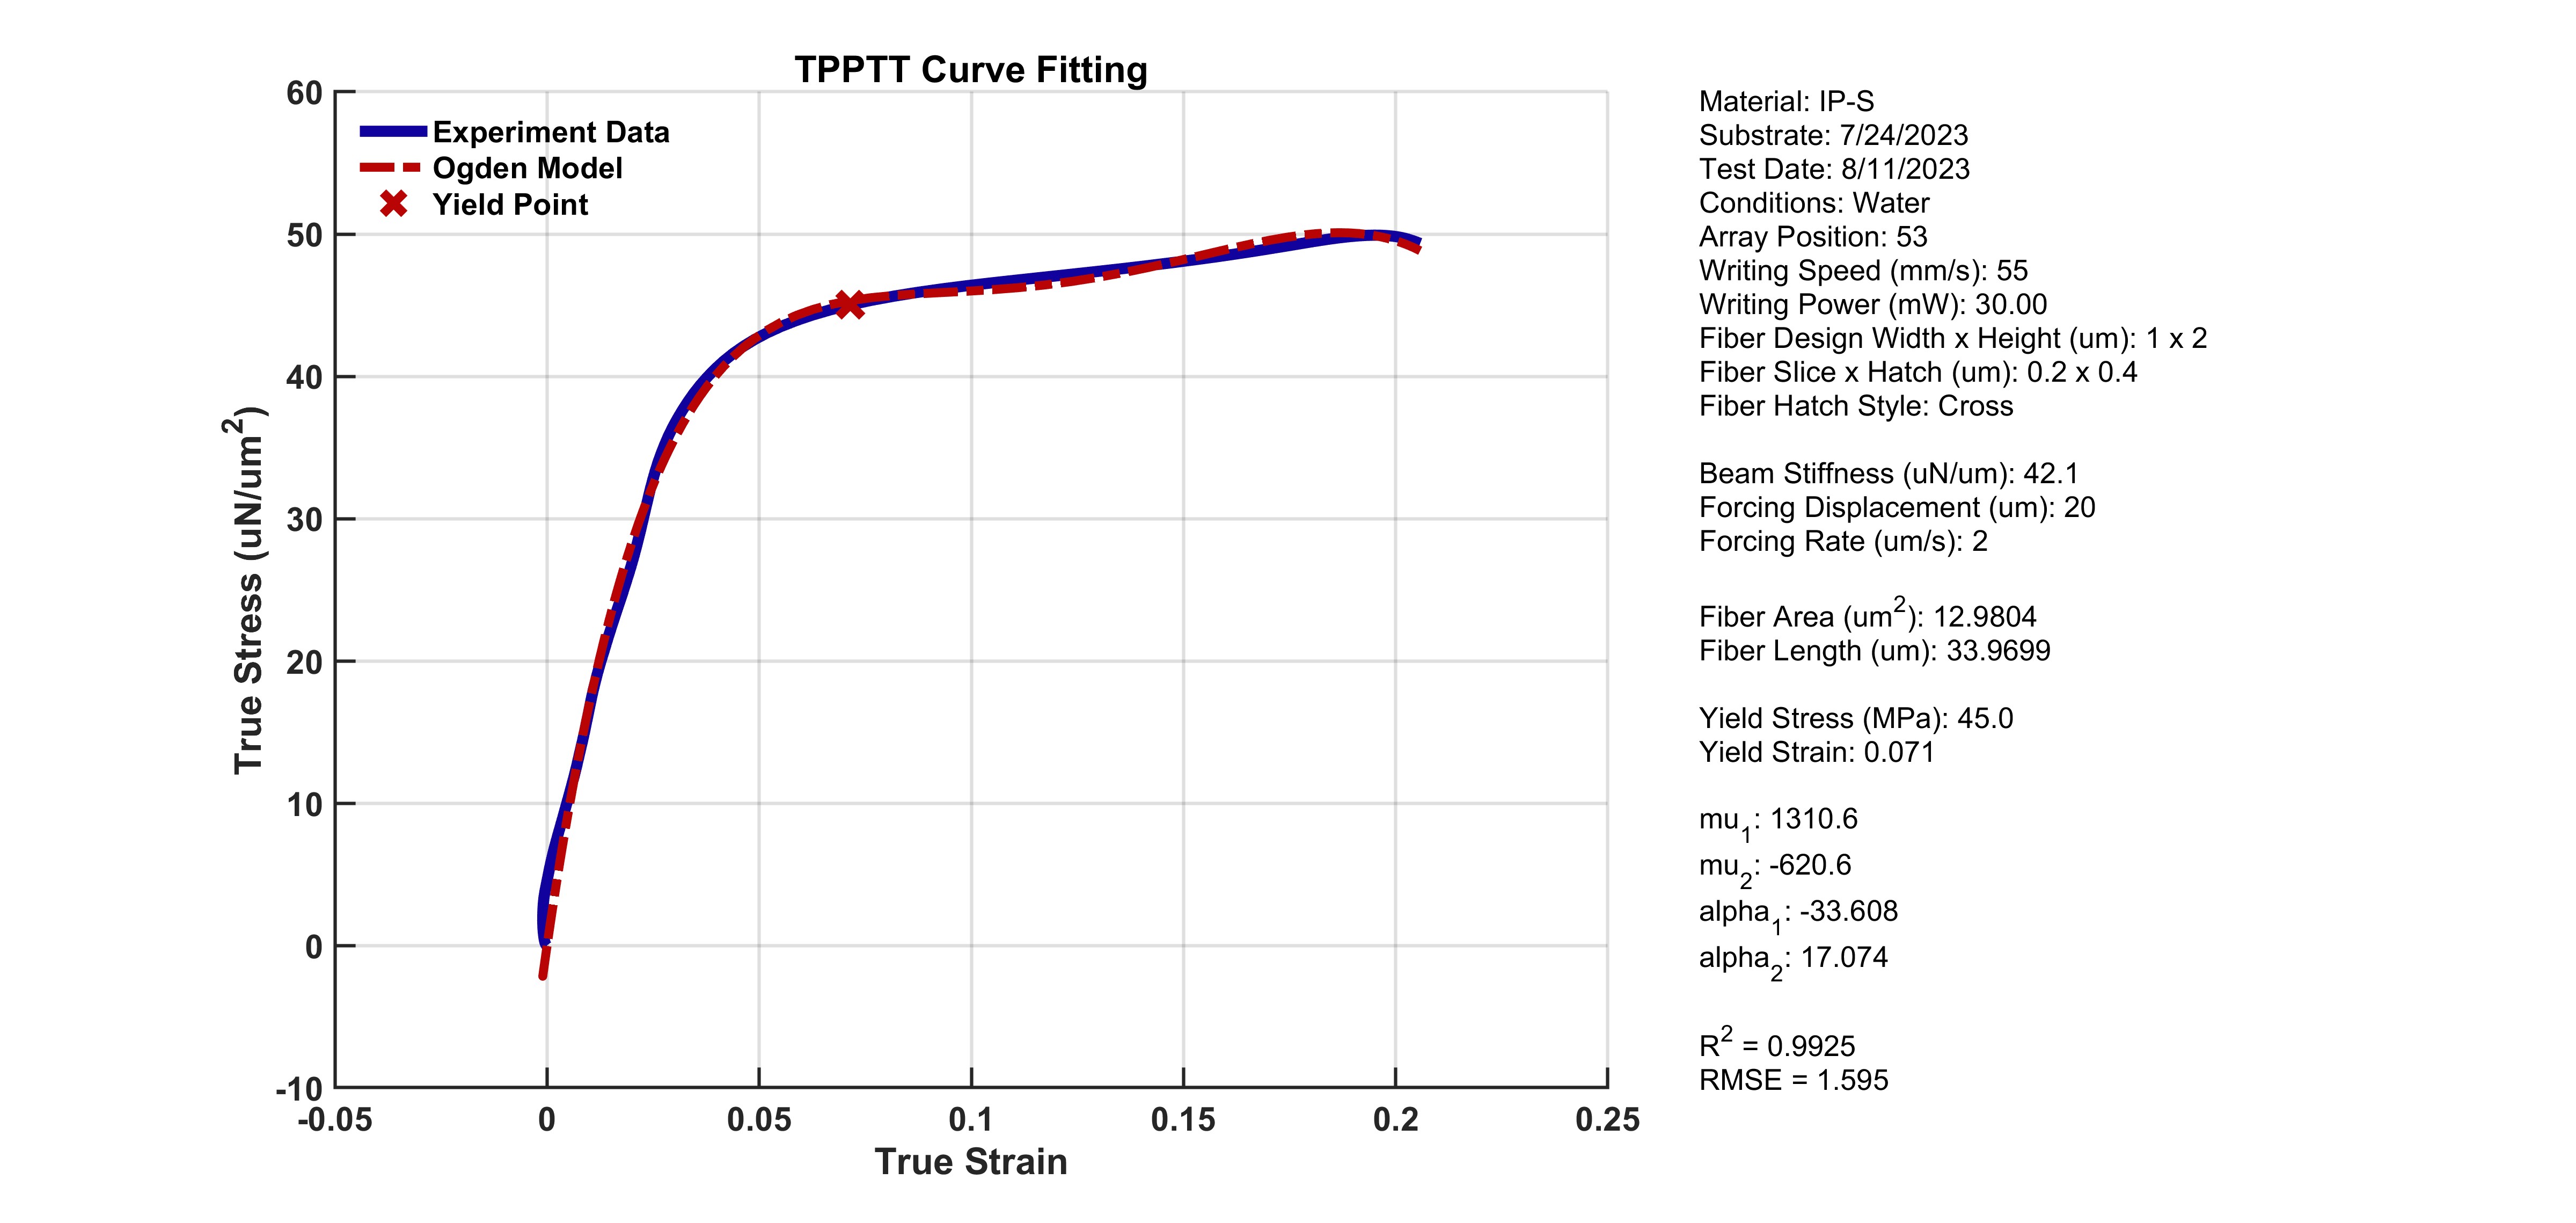 TPPTT Curve Fitting
60
50
40
30
20
10
0
-10
True Stress (uN/um²)
Experiment Data
Ogden Model
Yield Point
-0.05 0 0.05 0.1 0.15 0.2 0.25
True Strain
Material: IP-S
Substrate: 7/24/2023
Test Date: 8/11/2023
Conditions: Water
Array Position: 53
Writing Speed (mm/s): 55
Writing Power (mW): 30.00
Fiber Design Width x Height (um): 1 x 2
Fiber Slice x Hatch (um): 0.2 x 0.4
Fiber Hatch Style: Cross
Beam Stiffness (uN/um): 42.1
Forcing Displacement (um): 20
Forcing Rate (um/s): 2
Fiber Area (um²): 12.9804
Fiber Length (um): 33.9699
Yield Stress (MPa): 45.0
Yield Strain: 0.071
mu₁: 1310.6
mu₂: -620.6
alpha₁: -33.608
alpha₂: 17.074
R² = 0.9925
RMSE = 1.595